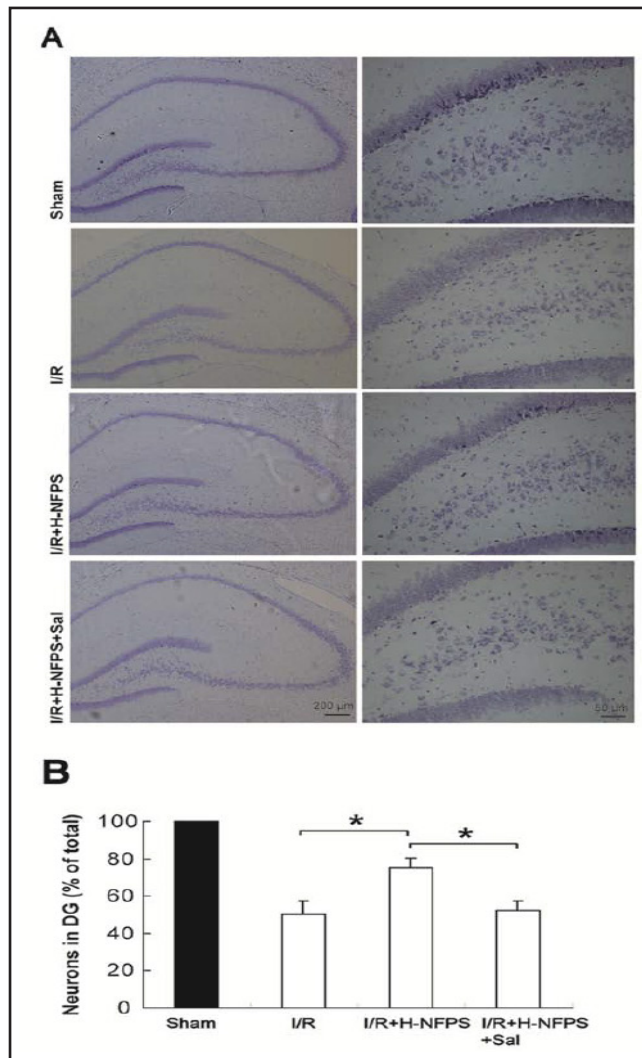 A
Sham
I/R
I/R+H-NFPS
I/R+H-NFPS+Sal
200 µm
50 µm
B
Neurons in DG (% of total)
100
80
60
40
20
0
*
*
Sham
I/R
I/R+H-NFPS
I/R+H-NFPS
+Sal